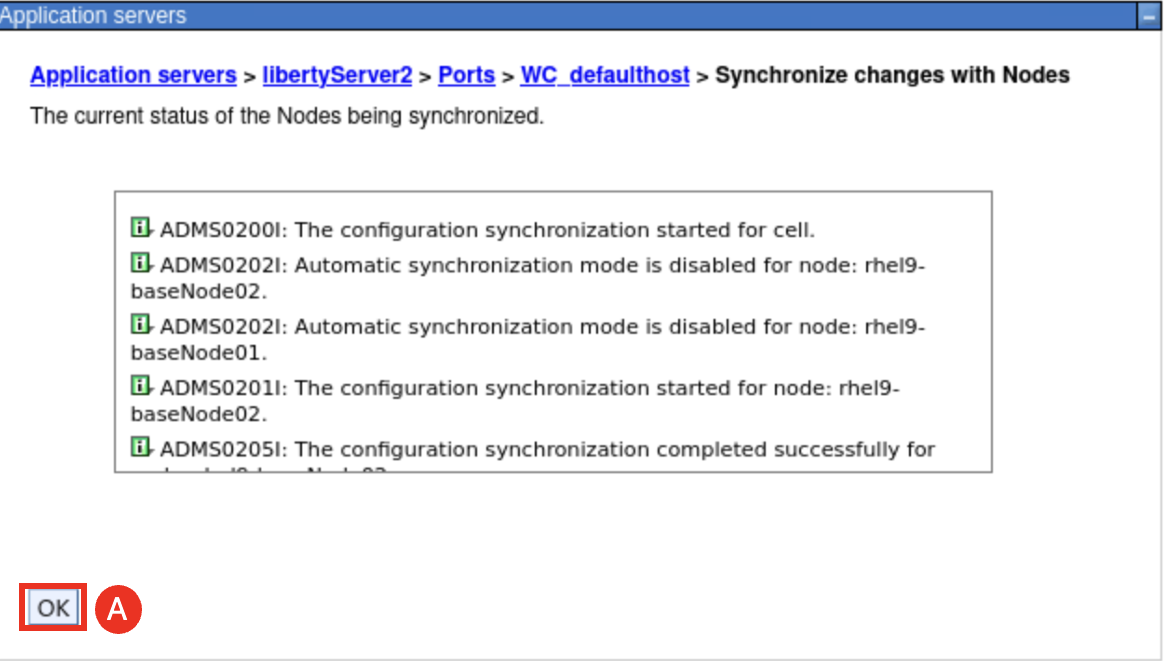 Application servers
Application servers > libertyServer2 > Ports > WC_defaulthost > Synchronize changes with Nodes
The current status of the Nodes being synchronized.
ADMS0200I: The configuration synchronization started for cell.
ADMS0202I: Automatic synchronization mode is disabled for node: rhel9-
baseNode02.
ADMS0202I: Automatic synchronization mode is disabled for node: rhel9-
baseNode01.
ADMS0201I: The configuration synchronization started for node: rhel9-
baseNode02.
ADMS0205I: The configuration synchronization completed successfully for
OK A